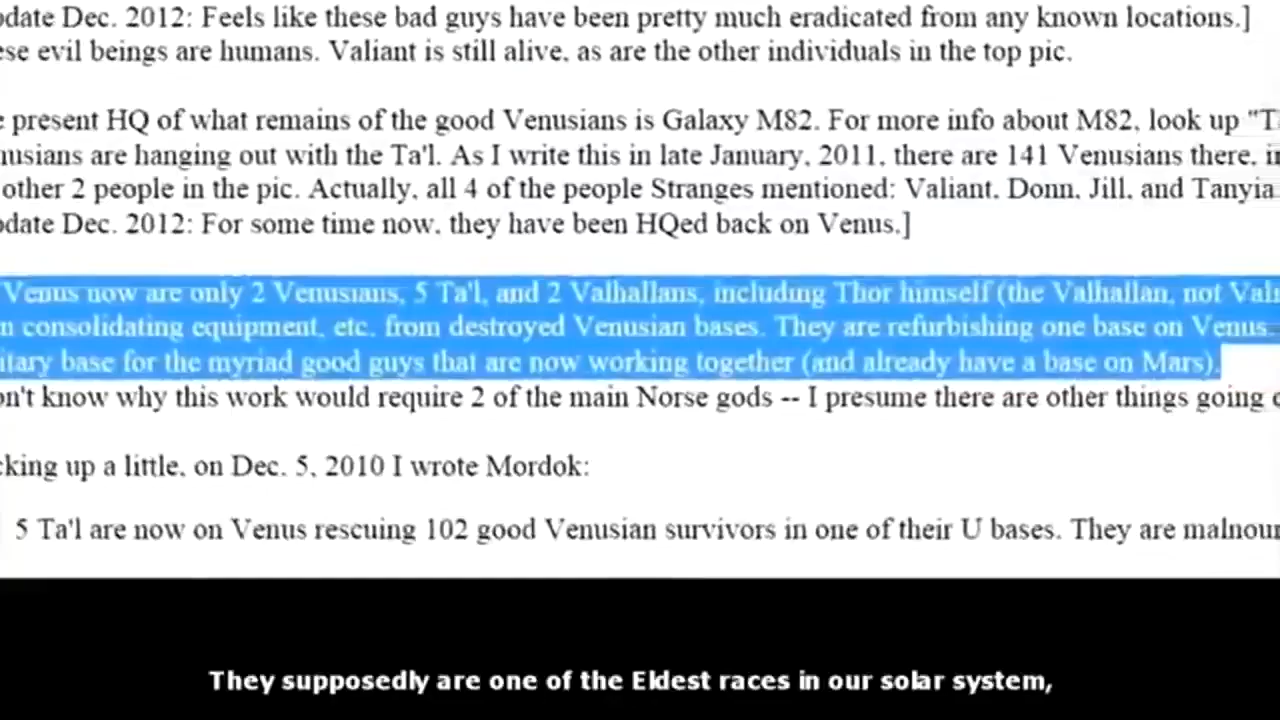 date Dec. 2012: Feels like these bad guys have been pretty much eradicated from any known locations.]
se evil beings are humans. Valiant is still alive, as are the other individuals in the top pic.
present HQ of what remains of the good Venusians is Galaxy M82. For more info about M82, look up "T
nusians are hanging out with the Ta'l. As I write this in late January, 2011, there are 141 Venusians there, i
other 2 people in the pic. Actually, all 4 of the people Stranges mentioned: Valiant, Donn, Jill, and Tanyia
date Dec. 2012: For some time now, they have been HQed back on Venus.]
Venus now are only 2 Venusians, 5 Ta'l, and 2 Valhallans, including Thor himself (the Valhallan, not Vali
n consolidating equipment, etc. from destroyed Venusian bases. They are refurbishing one base on Venus
itary base for the myriad good guys that are now working together (and already have a base on Mars).
on't know why this work would require 2 of the main Norse gods -- I presume there are other things going o
cking up a little, on Dec. 5, 2010 I wrote Mordok:
5 Ta'l are now on Venus rescuing 102 good Venusian survivors in one of their U bases. They are malnour
They supposedly are one of the Eldest races in our solar system,